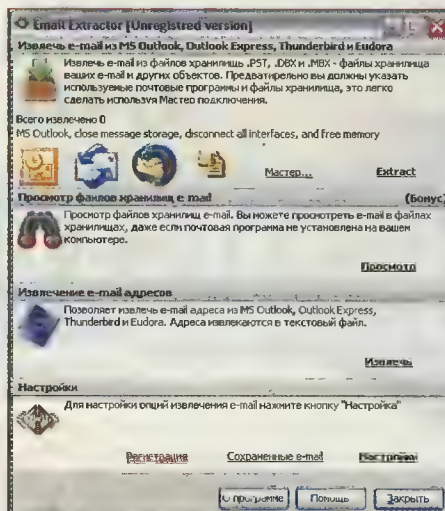 Email Extractor [Unregistred version]
Извлечь e-mail из MS Outlook, Outlook Express, Thunderbird и Eudora
Извлечь e-mail из файлов хранилищь .PST, .DBX и .MBX - файлы хранилища
ваших e-mail и других объектов. Предватительно вы должны указать
используемые почтовые программы и файлы хранилища, это легко
сделать используя Мастер подключения.
Всего извлечено 0
MS Outlook, close message storage, disconnect all interfaces, and free memory
Мастер... Extract
Просмотр файлов хранилищ e-mail (Бонус)
Просмотр файлов хранилищ e-mail. Вы можете просмотреть e-mail в файлах
хранилищах, даже если почтовая программа не установлена на вашем
компьютере.
Просмотр
Извлечение e-mail адресов
Позволяет извлечь e-mail адреса из MS Outlook, Outlook Express,
Thunderbird и Eudora. Адреса извлекаются в текстовый файл.
Извлечь
Настройки
Для настройки опций извлечения e-mail нажмите кнопку "Настройка"
Регистрация Сохраненные e-mail Настройки
О программе Помощь Закрыть